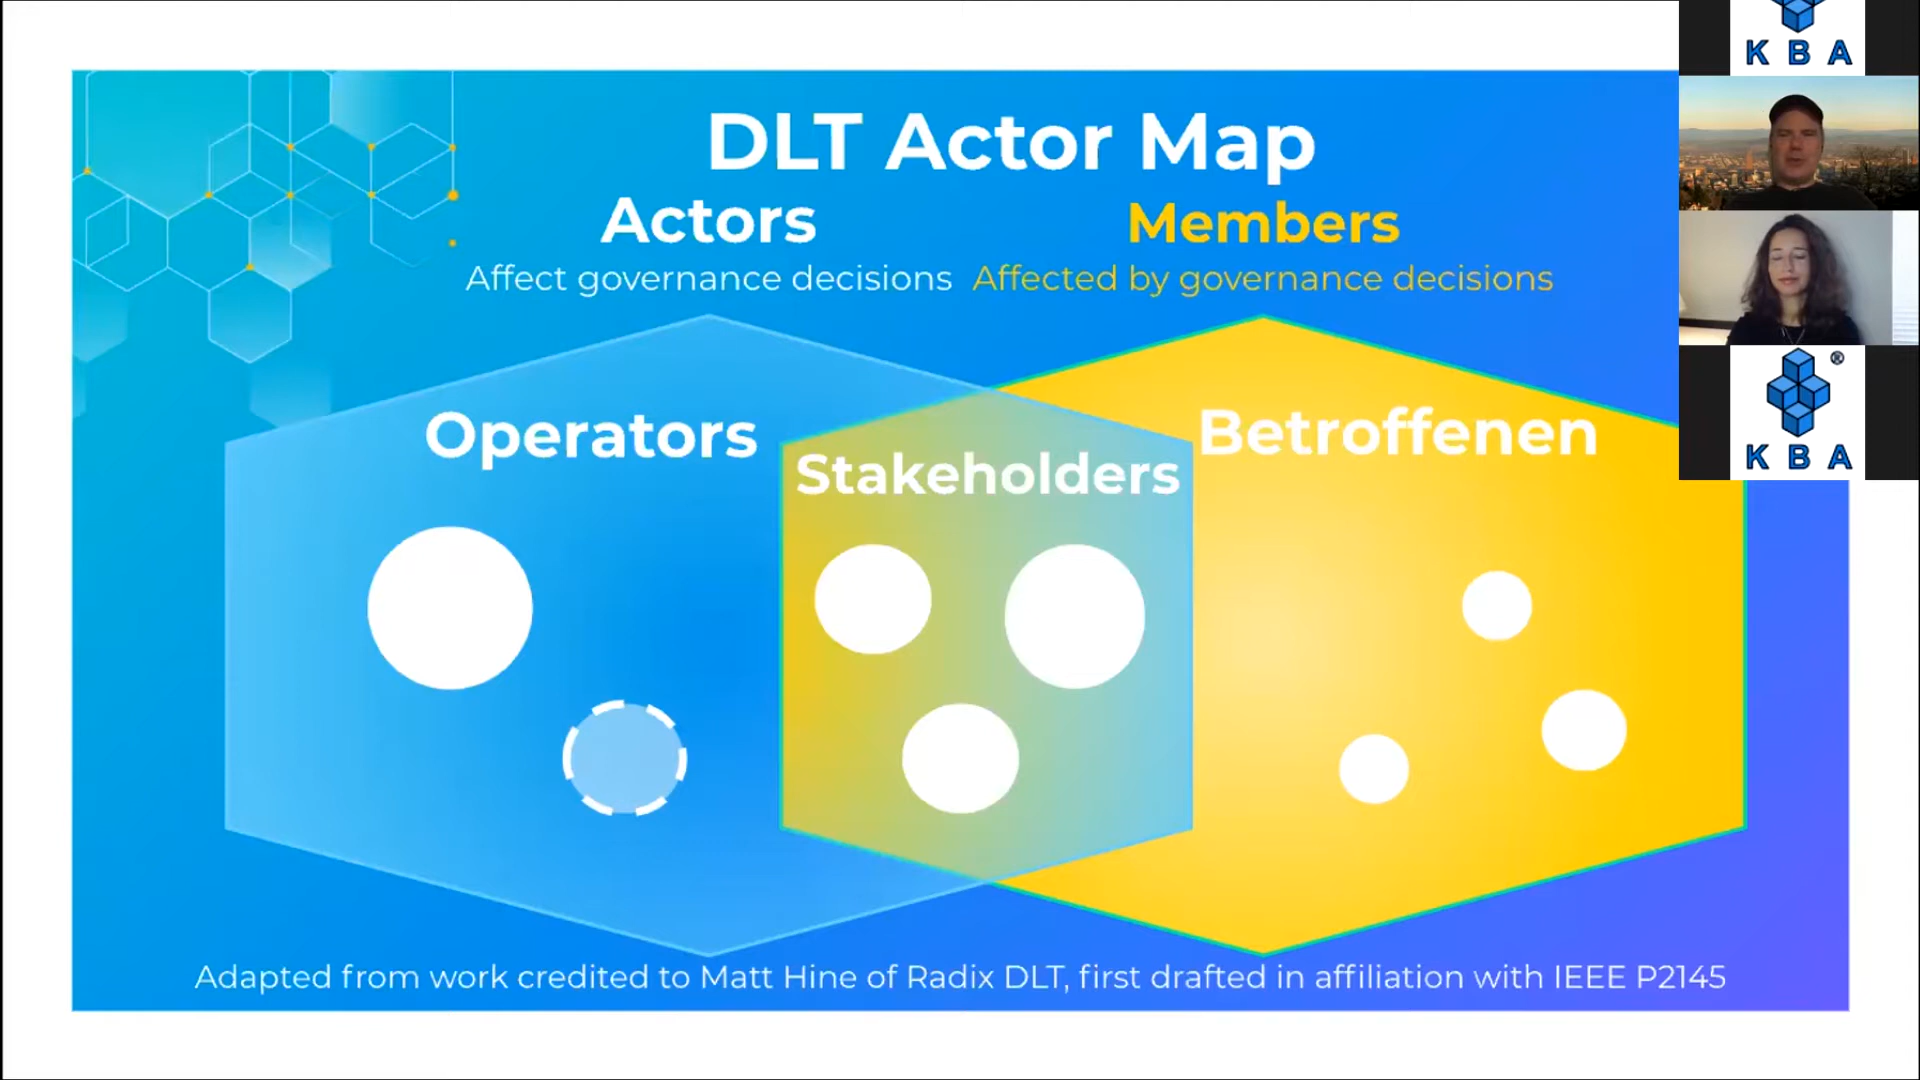 DLT Actor Map
Actors
Members
Affect governance decisions
Affected by governance decisions
Operators
Stakeholders
Betroffenen
Adapted from work credited to Matt Hine of Radix DLT, first drafted in affiliation with IEEE P2145
K B A
®
K B A